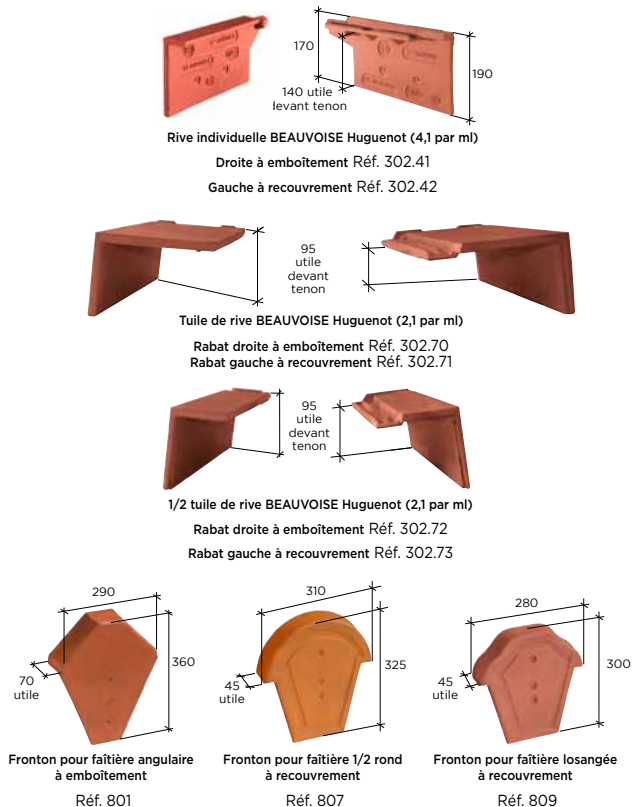 170
190
140 utile
devant tenon
Rive individuelle BEAUVOISE Huguenot (4,1 par ml)
Droite à emboîtement Réf. 302.41
Gauche à recouvrement Réf. 302.42
95
utile
devant
tenon
Tuile de rive BEAUVOISE Huguenot (2,1 par ml)
Rabat droite à emboîtement Réf. 302.70
Rabat gauche à recouvrement Réf. 302.71
95
utile
devant
tenon
1/2 tuile de rive BEAUVOISE Huguenot (2,1 par ml)
Rabat droite à emboîtement Réf. 302.72
Rabat gauche à recouvrement Réf. 302.73
290
360
70
utile
Fronton pour faîtière angulaire
à emboîtement
Réf. 801
310
325
45
utile
Fronton pour faîtière 1/2 rond
à recouvrement
Réf. 807
280
300
45
utile
Fronton pour faîtière losangée
à recouvrement
Réf. 809